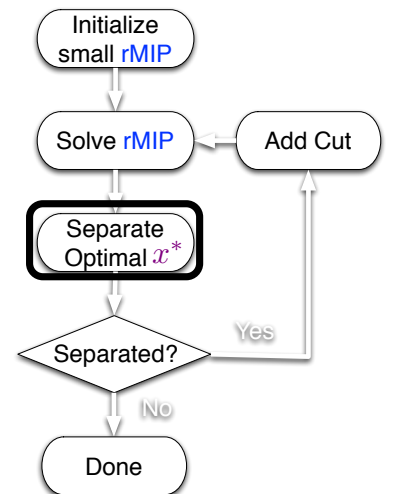 Initialize
small rMIP
Solve rMIP
Add Cut
Separate
Optimal x*
Separated?
Yes
No
Done